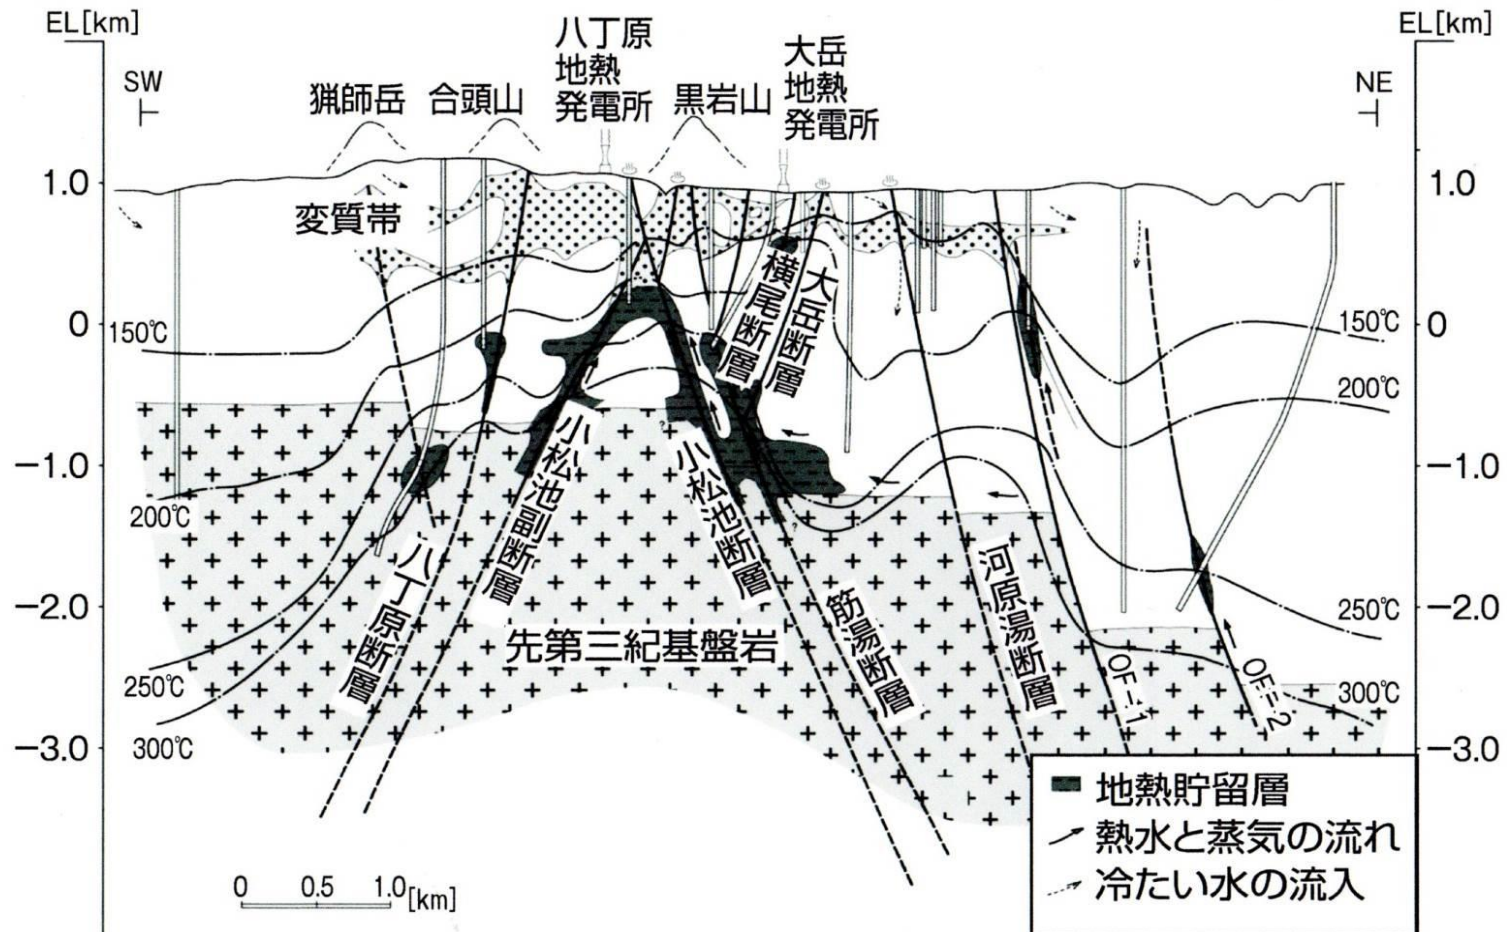 EL[km]
EL[km]
SW
NE
猟師岳
合頭山
八丁原
地熱
発電所
黒岩山
大岳
地熱
発電所
1.0
1.0
変質帯
横尾断層
大岳断層
0
0
150℃
150℃
200℃
−1.0
−1.0
200℃
?
?
小松池副断層
小松池断層
八丁原断層
筋湯断層
河原湯断層
先第三紀基盤岩
−2.0
−2.0
250℃
250℃
OF-1
OFF-2
300℃
300℃
−3.0
−3.0
地熱貯留層
熱水と蒸気の流れ
冷たい水の流入
0 0.5 1.0[km]